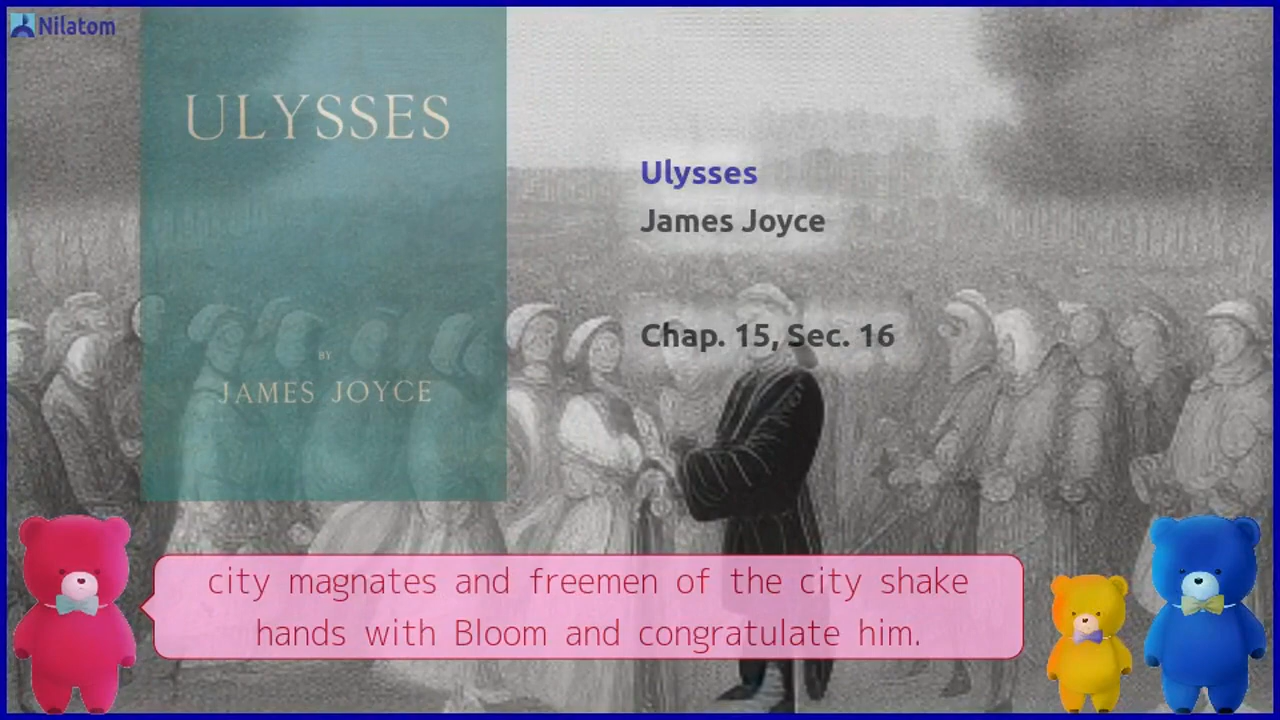 Nilatom
ULYSSES
BY
JAMES JOYCE
Ulysses
James Joyce
Chap. 15, Sec. 16
city magnates and freemen of the city shake
hands with Bloom and congratulate him.